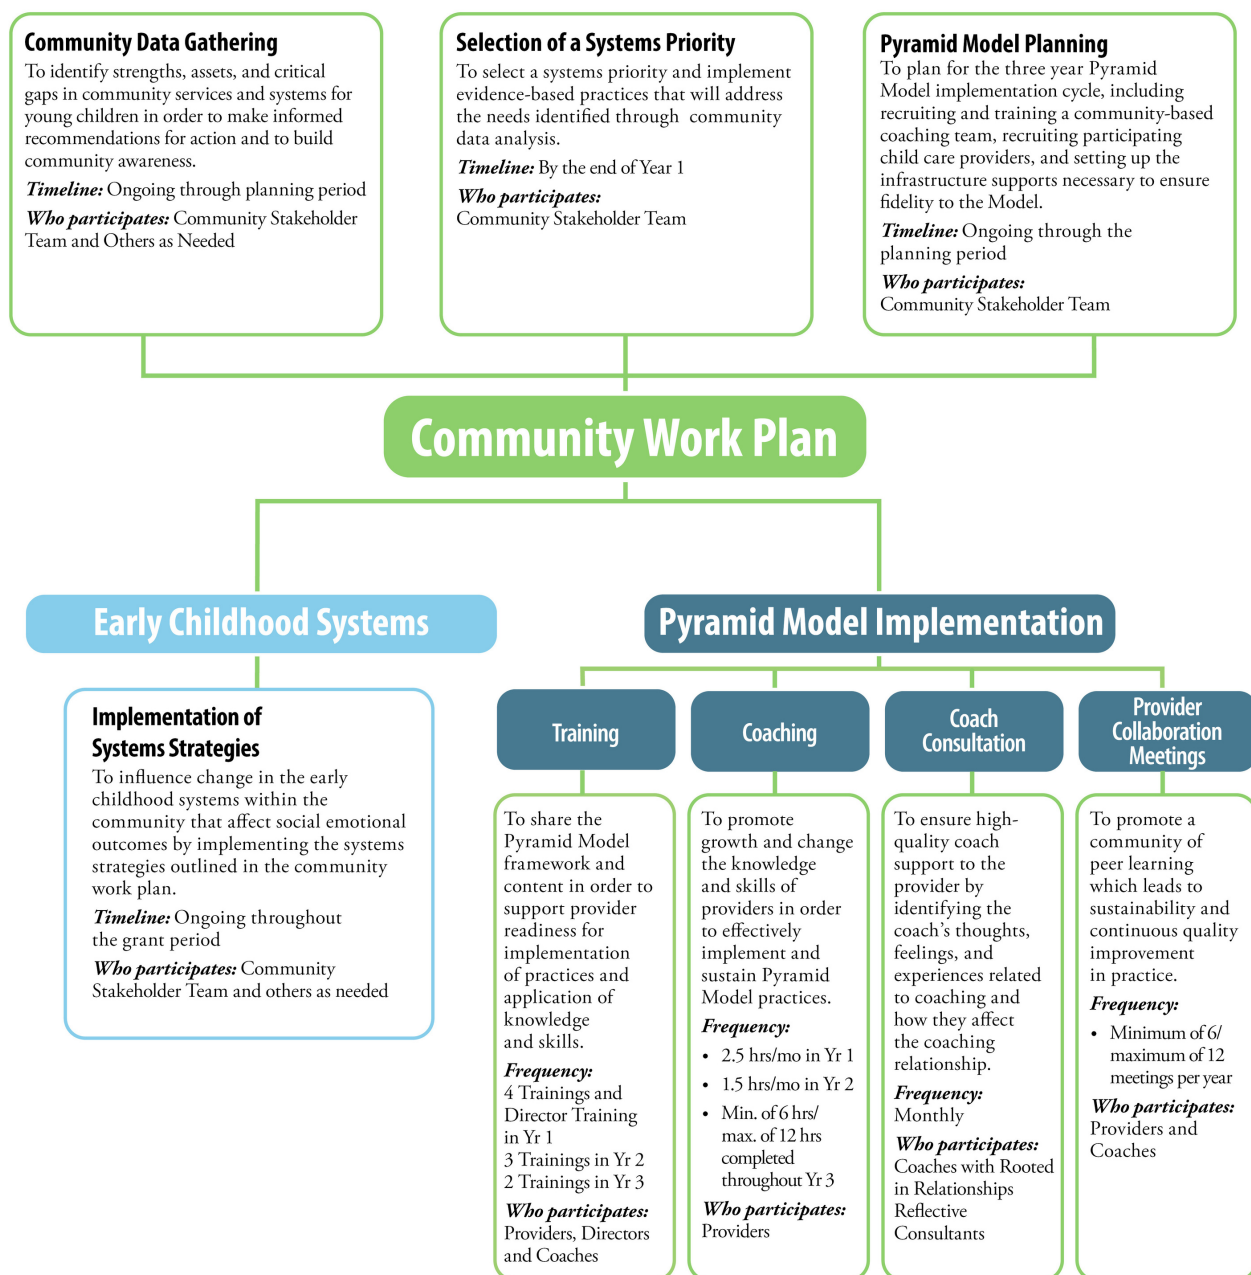 Community Data Gathering
To identify strengths, assets, and critical
gaps in community services and systems for
young children in order to make informed
recommendations for action and to build
community awareness.
Timeline: Ongoing through planning period
Who participates: Community Stakeholder
Team and Others as Needed
Selection of a Systems Priority
To select a systems priority and implement
evidence-based practices that will address
the needs identified through community
data analysis.
Timeline: By the end of Year 1
Who participates:
Community Stakeholder Team
Pyramid Model Planning
To plan for the three year Pyramid
Model implementation cycle, including
recruiting and training a community-based
coaching team, recruiting participating
child care providers, and setting up the
infrastructure supports necessary to ensure
fidelity to the Model.
Timeline: Ongoing through the
planning period
Who participates:
Community Stakeholder Team
Community Work Plan
Early Childhood Systems
Implementation of
Systems Strategies
To influence change in the early
childhood systems within the
community that affect social emotional
outcomes by implementing the systems
strategies outlined in the community
work plan.
Timeline: Ongoing throughout
the grant period
Who participates: Community
Stakeholder Team and others as needed
Pyramid Model Implementation
Training
To share the
Pyramid Model
framework and
content in order to
support provider
readiness for
implementation
of practices and
application of
knowledge
and skills.
Frequency:
4 Trainings and
Director Training
in Yr 1
3 Trainings in Yr 2
2 Trainings in Yr 3
Who participates:
Providers, Directors
and Coaches
Coaching
To promote
growth and change
the knowledge
and skills of
providers in order
to effectively
implement and
sustain Pyramid
Model practices.
Frequency:
• 2.5 hrs/mo in Yr 1
• 1.5 hrs/mo in Yr 2
• Min. of 6 hrs/
max. of 12 hrs
completed
throughout Yr 3
Who participates:
Providers
Coach
Consultation
To ensure high-
quality coach
support to the
provider by
identifying the
coach’s thoughts,
feelings, and
experiences related
to coaching and
how they affect
the coaching
relationship.
Frequency:
Monthly
Who participates:
Coaches with Rooted
in Relationships
Reflective
Consultants
Provider
Collaboration
Meetings
To promote a
community of
peer learning
which leads to
sustainability and
continuous quality
improvement
in practice.
Frequency:
• Minimum of 6/
maximum of 12
meetings per year
Who participates:
Providers and
Coaches